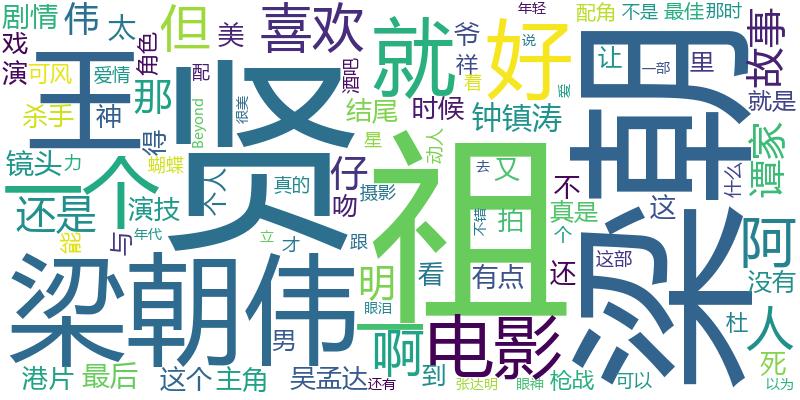 剧情 伟 太 但 美 喜欢 就 好 年轻 配角 不是 最佳 那时
戏 王 角色 爷 说 让 里 故事
演 可风 爱情 配 酒吧 祥 着 爱 一部
杀手 神 那 Beyond 很美 贤 结尾 时候 钟镇涛 就是
得 星 动人 祖 梁朝
镜头 力 蝴蝶 个人 真的 仔 去 又 不 什么 谭家
一个 摄影
还是 演技 吻 不错 拍 真是 这 阿
能 与 年代 立 才 跟 个
梁朝伟 明 看 有点 还 这部 没有
眼泪
男 啊 电影 杜 人
港片 最后 这个 主角 吴孟达 还有 到 张达明 眼神 枪战 可以 死 以为